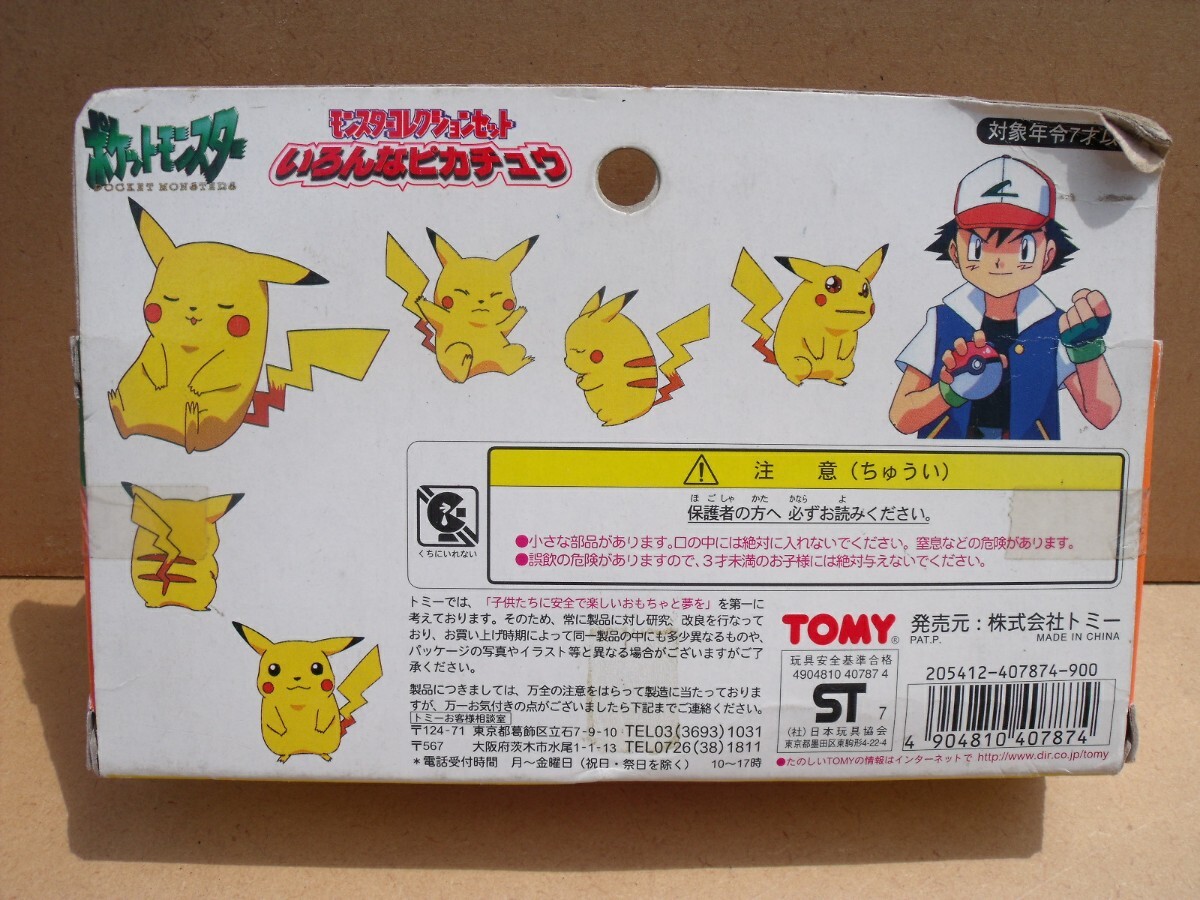 ポケットモンスター
POCKET MONSTERS
モンスターコレクションセット
いろんなピカチュウ
対象年令7才以
注 意(ちゅうい)
ほごしゃ かた かなら よ
保護者の方へ 必ずお読みください。
●小さな部品があります。口の中には絶対に入れないでください。窒息などの危険があります。
●誤飲の危険がありますので、3才未満のお子様には絶対与えないでください。
くちにいれない
トミーでは、「子供たちに安全で楽しいおもちゃと夢を」を第一に
考えております。そのため、常に製品に対し研究、改良を行なって
おり、お買い上げ時期によって同一製品の中にも多少異なるものや、
パッケージの写真やイラスト等と異なる場合がございますがご了
承ください。
製品につきましては、万全の注意をはらって製造に当たっておりま
すが、万一お気付きの点がございましたら下記までご連絡ください。
トミーお客様相談室
〒124-71 東京都葛飾区立石7-9-10 TEL03(3693)1031
〒567 大阪府茨木市水尾1-1-13 TEL0726(38)1811
*電話受付時間 月〜金曜日(祝日・祭日を除く) 10〜17時
TOMY® 発売元:株式会社トミー
PAT.P. MADE IN CHINA
玩具安全基準合格
4904810 40787 4
ST 7
(社)日本玩具協会
東京都墨田区東駒形4-22-4
205412-407874-900
4 904810 407874
●たのしいTOMYの情報はインターネットで http://www.dir.co.jp/tomy